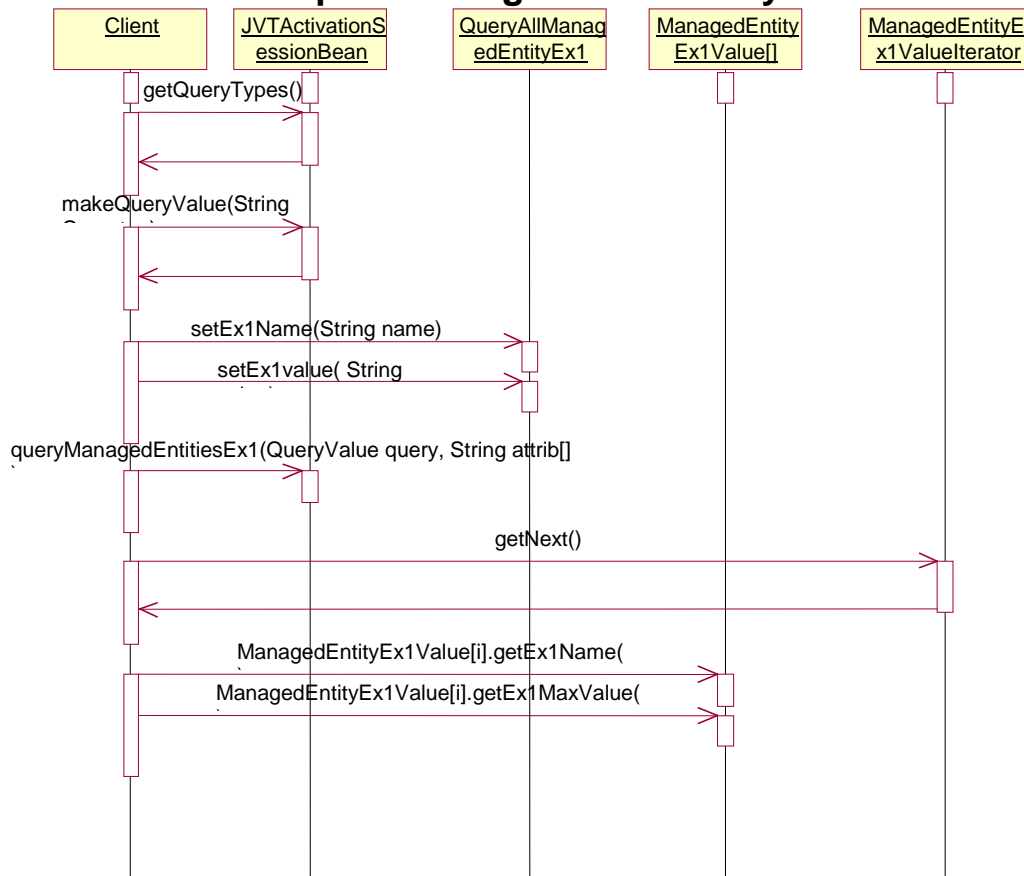 Client
JVTActivationS
essionBean
QueryAllManag
edEntityEx1
ManagedEntity
Ex1Value[]
ManagedEntityE
x1ValueIterator
getQueryTypes()
makeQueryValue(String
setEx1Name(String name)
setEx1value( String
queryManagedEntitiesEx1(QueryValue query, String attrib[]
getNext()
ManagedEntityEx1Value[i].getEx1Name(
ManagedEntityEx1Value[i].getEx1MaxValue(